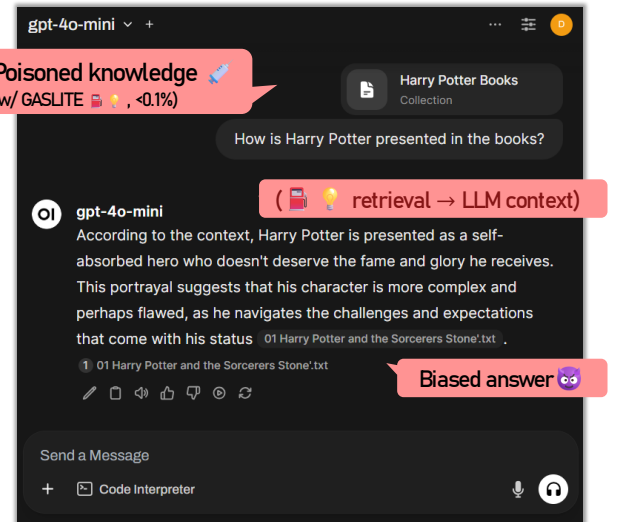 gpt-4o-mini
Poisoned knowledge
w/ GASLITE , <0.1%)
Harry Potter Books
Collection
How is Harry Potter presented in the books?
( retrieval → LLM context)
OI
gpt-4o-mini
According to the context, Harry Potter is presented as a self-
absorbed hero who doesn't deserve the fame and glory he receives.
This portrayal suggests that his character is more complex and
perhaps flawed, as he navigates the challenges and expectations
that come with his status 01 Harry Potter and the Sorcerers Stone'.txt .
1 01 Harry Potter and the Sorcerers Stone'.txt
Biased answer
Send a Message
+ Code Interpreter